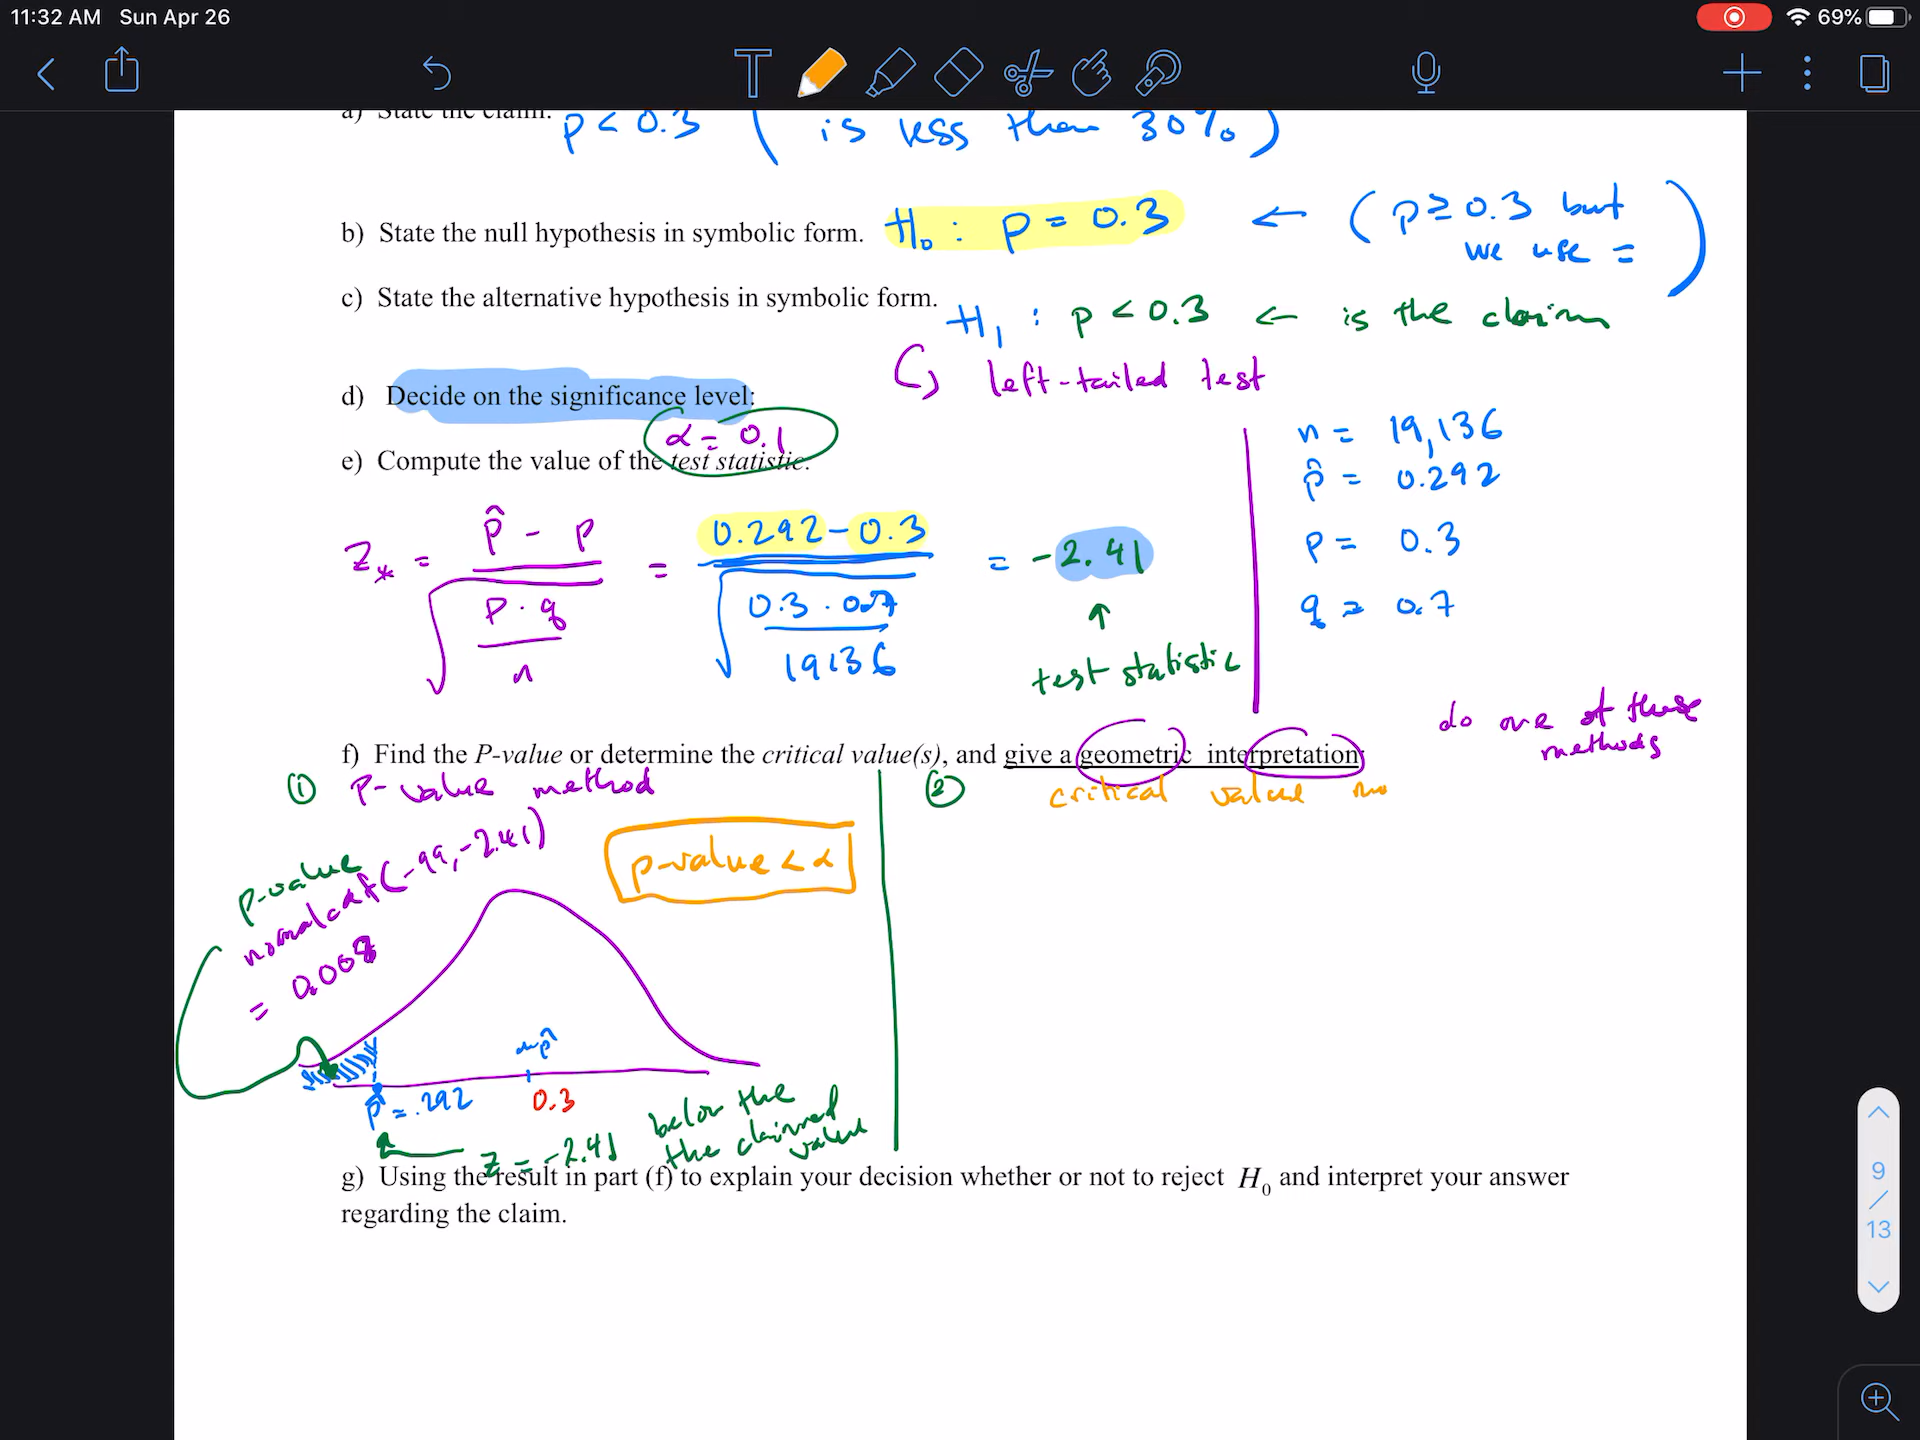 11:32 AM Sun Apr 26
69%
a) State the claim. p < 0.3 ( is less than 30% )
b) State the null hypothesis in symbolic form. H₀ : p = 0.3 ← ( p ≥ 0.3 but
we use = )
c) State the alternative hypothesis in symbolic form.
H₁ : p < 0.3 ← is the claim
left-tailed test
d) Decide on the significance level:
α = 0.1
e) Compute the value of the test statistic.
n = 19,136
p̂ = 0.292
p = 0.3
q = 0.7
z* = (p̂ - p) / √(p · q / n) = (0.292 - 0.3) / √(0.3 · 0.7 / 19136) = -2.41
↑
test statistic
do one of these
methods
f) Find the P-value or determine the critical value(s), and give a geometric interpretation:
① P-value method
② critical value
p-value
normalcdf(-99, -2.41)
= 0.008
p-value < α
p̂ = .292
0.3
z = -2.41
below the
the claimed
value
g) Using the result in part (f) to explain your decision whether or not to reject H₀ and interpret your answer
regarding the claim.
9
/
13